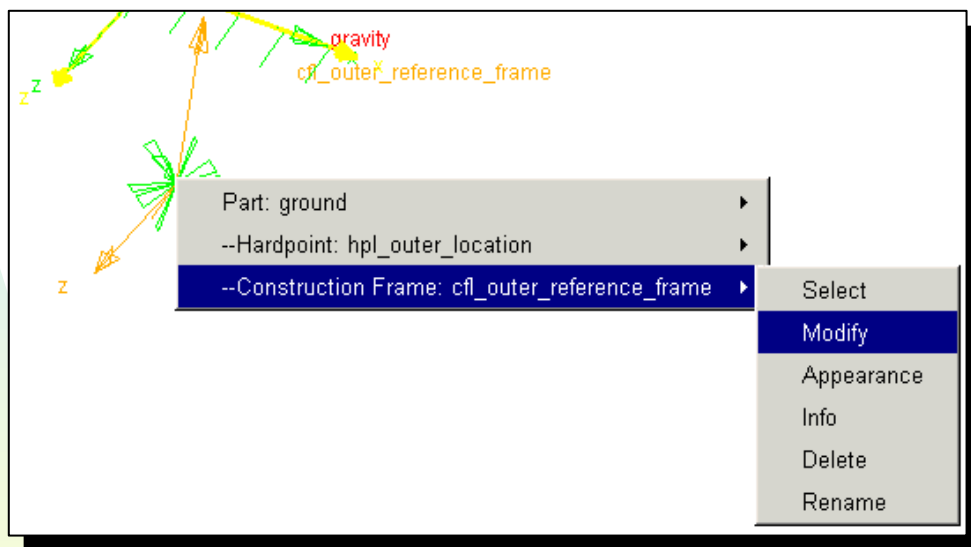 gravity
x
cfl_outer_reference_frame
z
z
Part: ground
--Hardpoint: hpl_outer_location
--Construction Frame: cfl_outer_reference_frame
z
Select
Modify
Appearance
Info
Delete
Rename